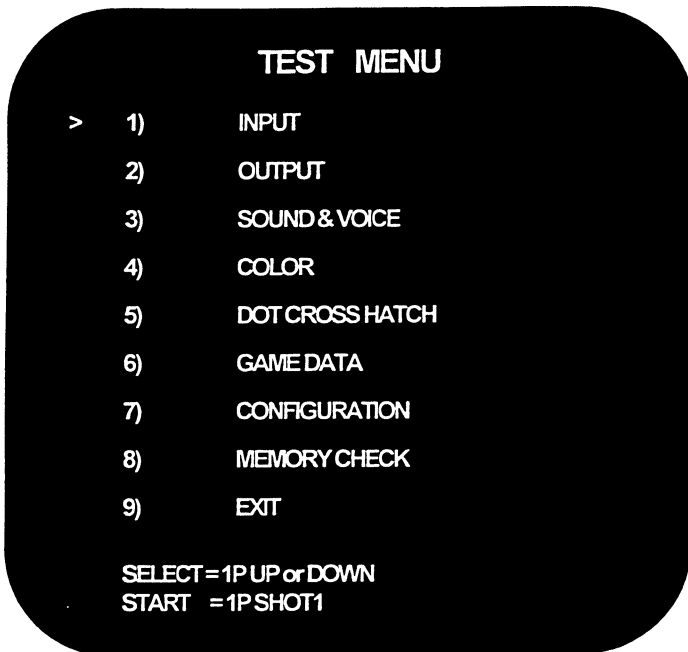 TEST MENU
> 1) INPUT
2) OUTPUT
3) SOUND & VOICE
4) COLOR
5) DOT CROSS HATCH
6) GAME DATA
7) CONFIGURATION
8) MEMORY CHECK
9) EXIT
SELECT = 1P UP or DOWN
START = 1P SHOT1